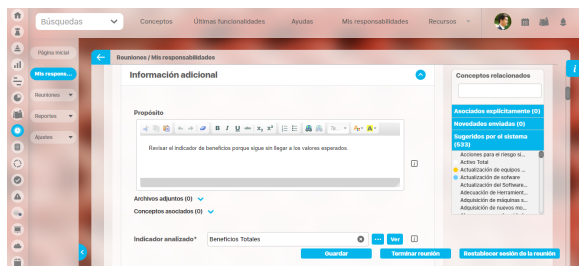 Búsquedas
Conceptos
Últimas funcionalidades
Ayudas
Mis responsabilidades
Recursos
Página inicial
Mis respons...
Reuniones
Reportes
Ajustes
Reuniones / Mis responsabilidades
Información adicional
Propósito
Revisar el indicador de beneficios porque sigue sin llegar a los valores esperados.
Archivos adjuntos (0)
Conceptos asociados (0)
Indicador analizado*
Beneficios Totales
Ver
Guardar
Terminar reunión
Restablecer sesión de la reunión
Conceptos relacionados
Asociados explícitamente (0)
Novedades enviadas (0)
Sugeridos por el sistema (533)
Acciones para el riesgo si...
Activo Total
Actualización de equipos ...
Actualización de sofware
Actualización del Software...
Adecuación de Herramient...
Adquisición de máquinas s...
Adquisición de nuevos mo...